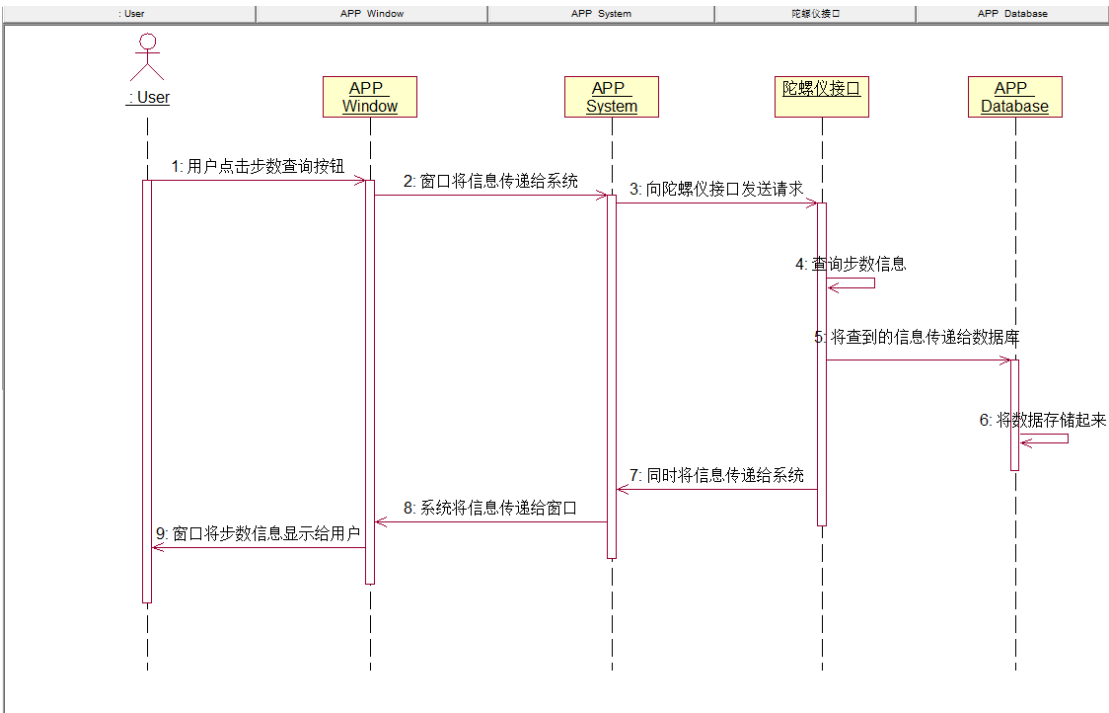 : User
APP Window
APP System
陀螺仪接口
APP Database
: User
APP
Window
APP
System
陀螺仪接口
APP
Database
1: 用户点击步数查询按钮
2: 窗口将信息传递给系统
3: 向陀螺仪接口发送请求
4: 查询步数信息
5: 将查到的信息传递给数据库
6: 将数据存储起来
7: 同时将信息传递给系统
8: 系统将信息传递给窗口
9: 窗口将步数信息显示给用户